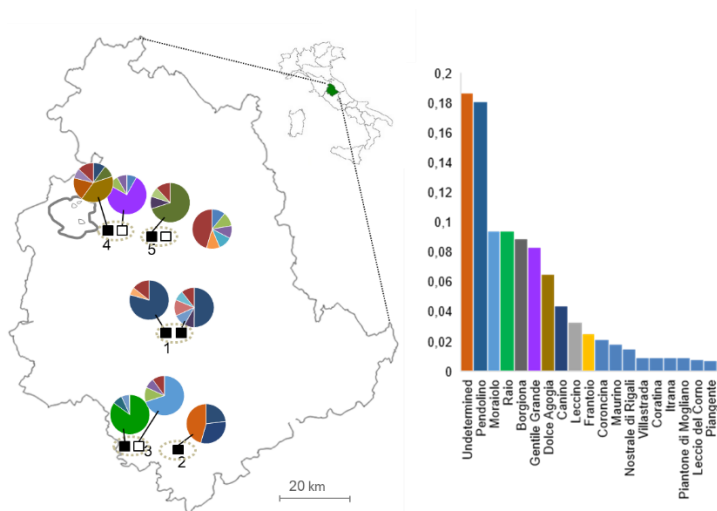 4
5
1
3
2
20 km
0,2
0,18
0,16
0,14
0,12
0,1
0,08
0,06
0,04
0,02
0
Undetermined
Pendolino
Moraiolo
Raio
Borgiona
Gentile Grande
Dolce Agogia
Canino
Leccino
Frantoio
Coroncina
Maurino
Nostrale di Rigali
Villastrada
Coratina
Itrana
Piantone di Mogliano
Leccio del Corno
Piangente